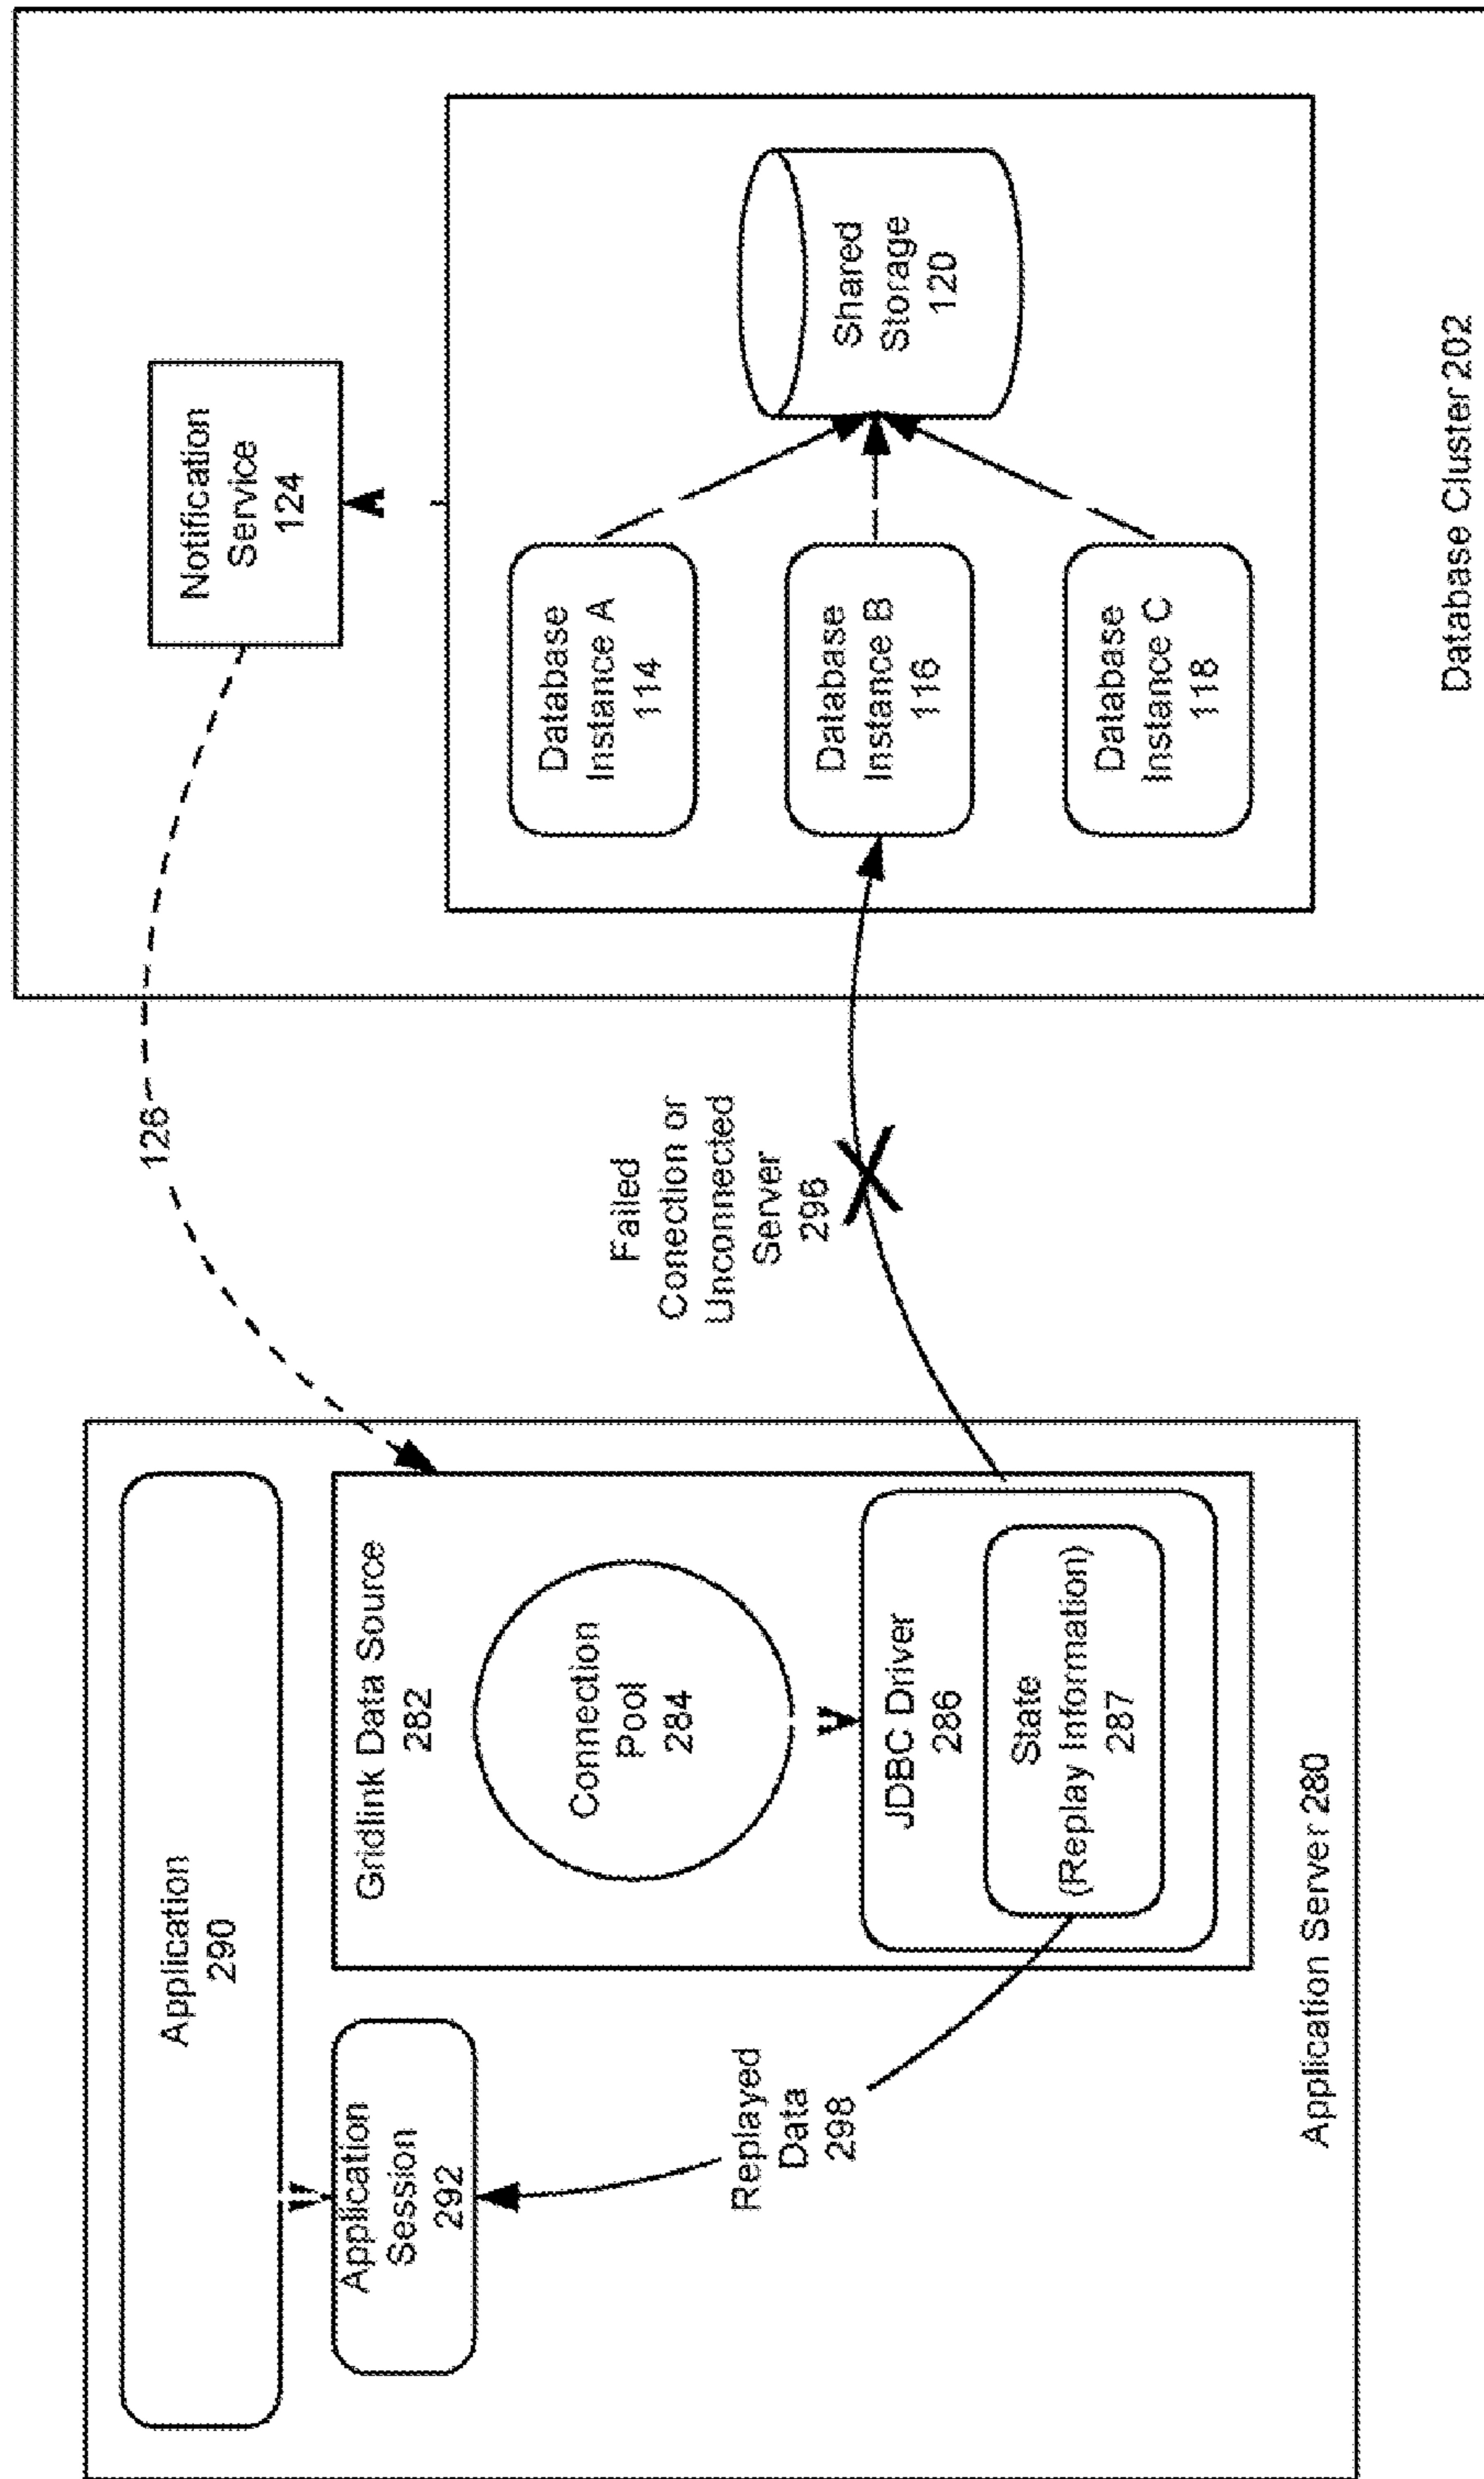 Application
290
Application
Session
292
Gridlink Data Source
282
Connection
Pool
284
JDBC Driver
286
State
(Replay Information)
287
Replayed
Data
298
Application Server 280
126
Failed
Conection or
Unconnected
Server
296
Notification
Service
124
Database
Instance A
114
Database
Instance B
116
Database
Instance C
118
Shared
Storage
120
Database Cluster 202